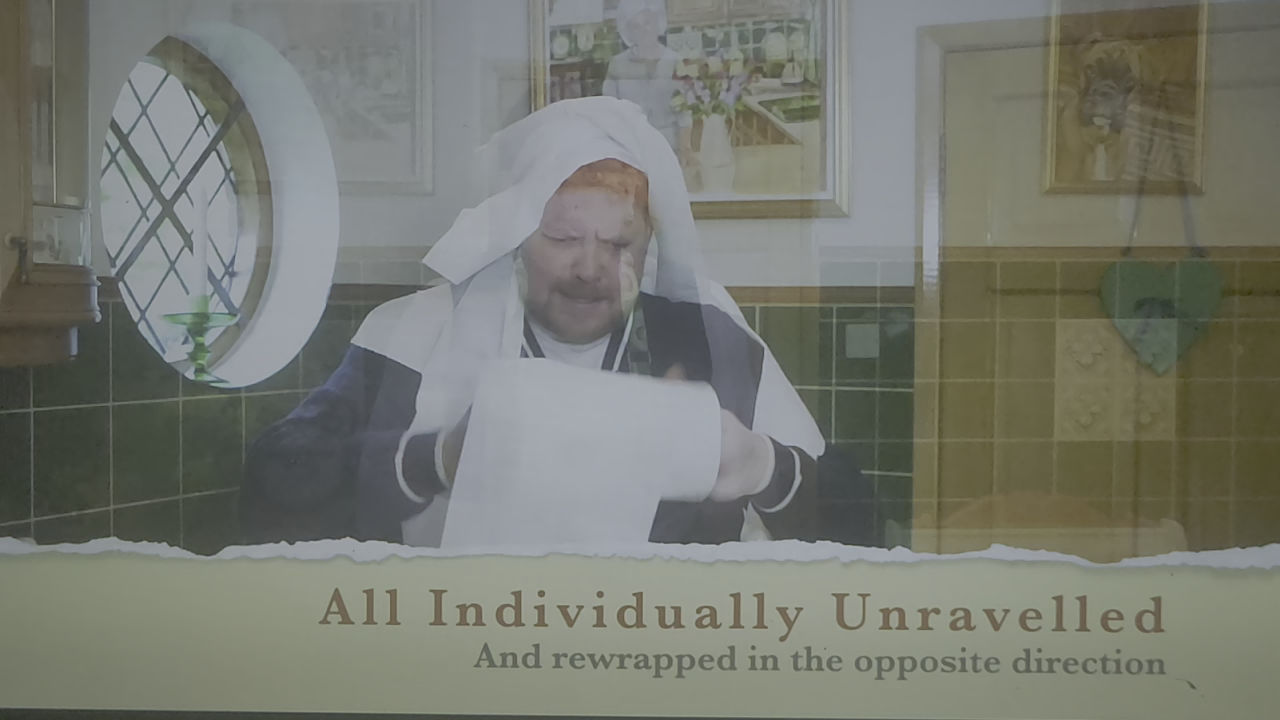 All Individually Unravelled
And rewrapped in the opposite direction